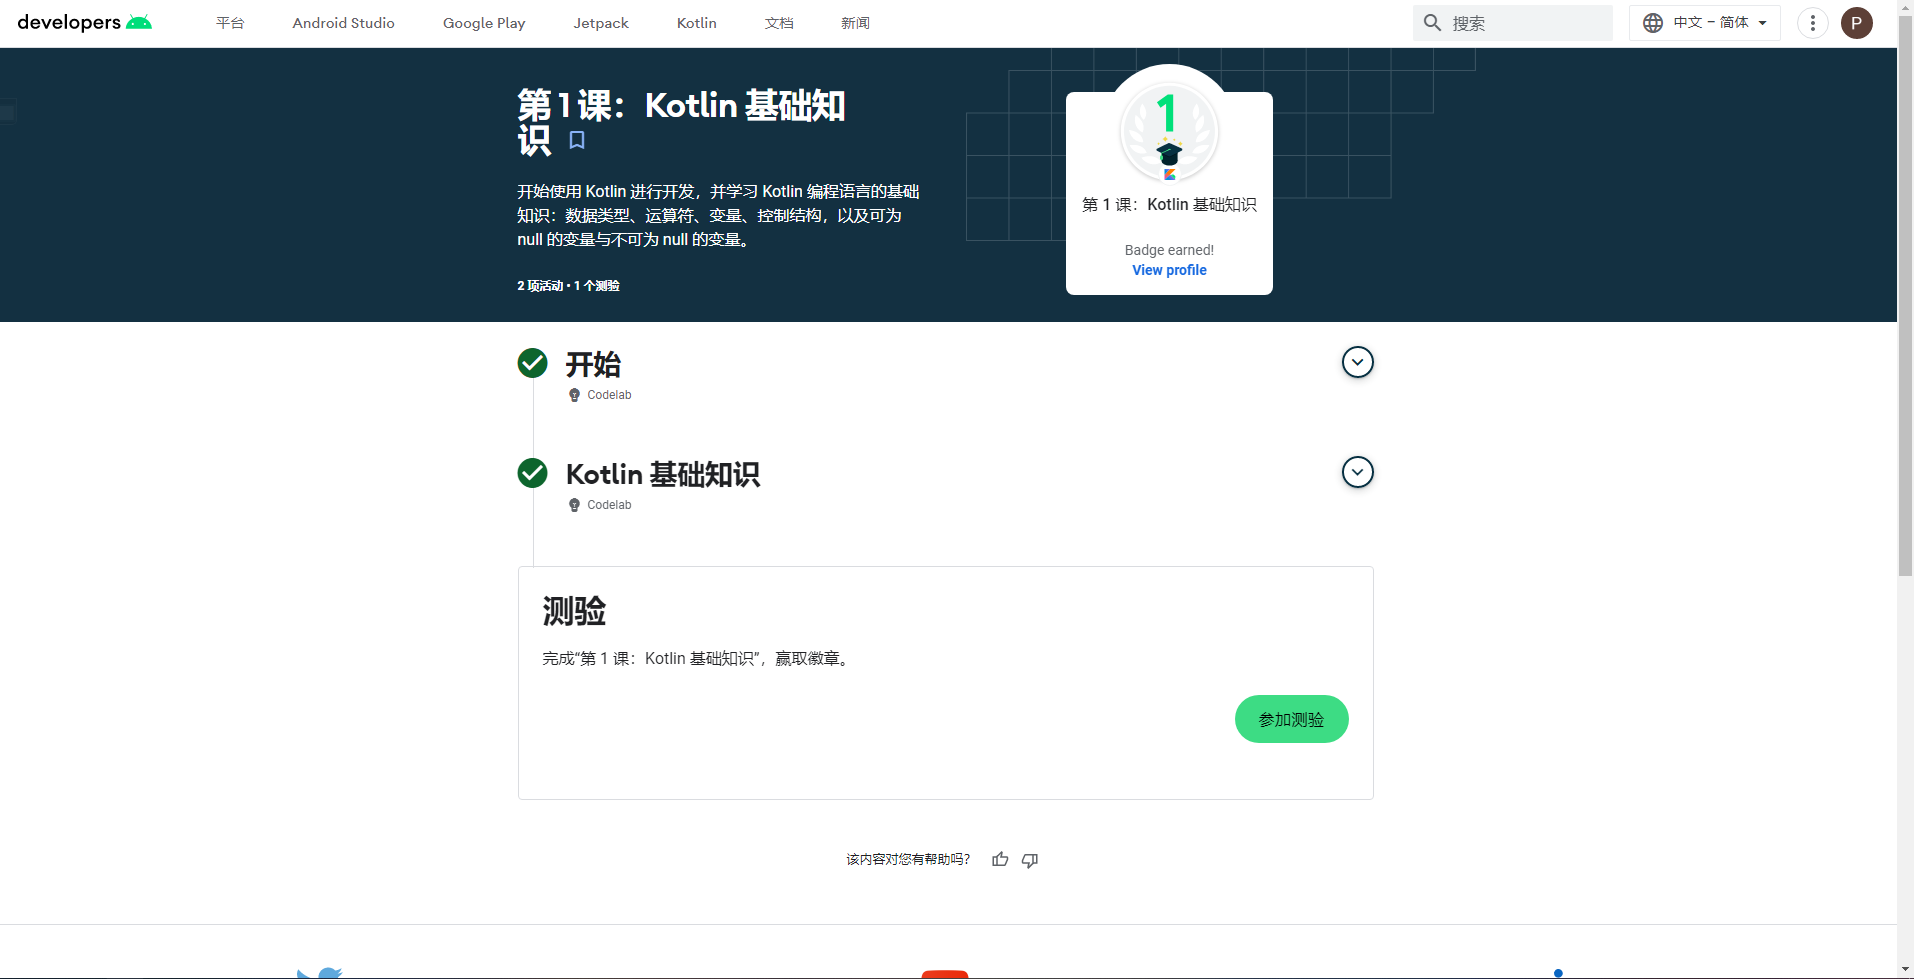 developers
平台
Android Studio
Google Play
Jetpack
Kotlin
文档
新闻
搜索
中文 – 简体
P
第 1 课：Kotlin 基础知
识
开始使用 Kotlin 进行开发，并学习 Kotlin 编程语言的基础
知识：数据类型、运算符、变量、控制结构，以及可为
null 的变量与不可为 null 的变量。
2 项活动 • 1 个测验
1
第 1 课：Kotlin 基础知识
Badge earned!
View profile
开始
Codelab
Kotlin 基础知识
Codelab
测验
完成“第 1 课：Kotlin 基础知识”，赢取徽章。
参加测验
该内容对您有帮助吗？